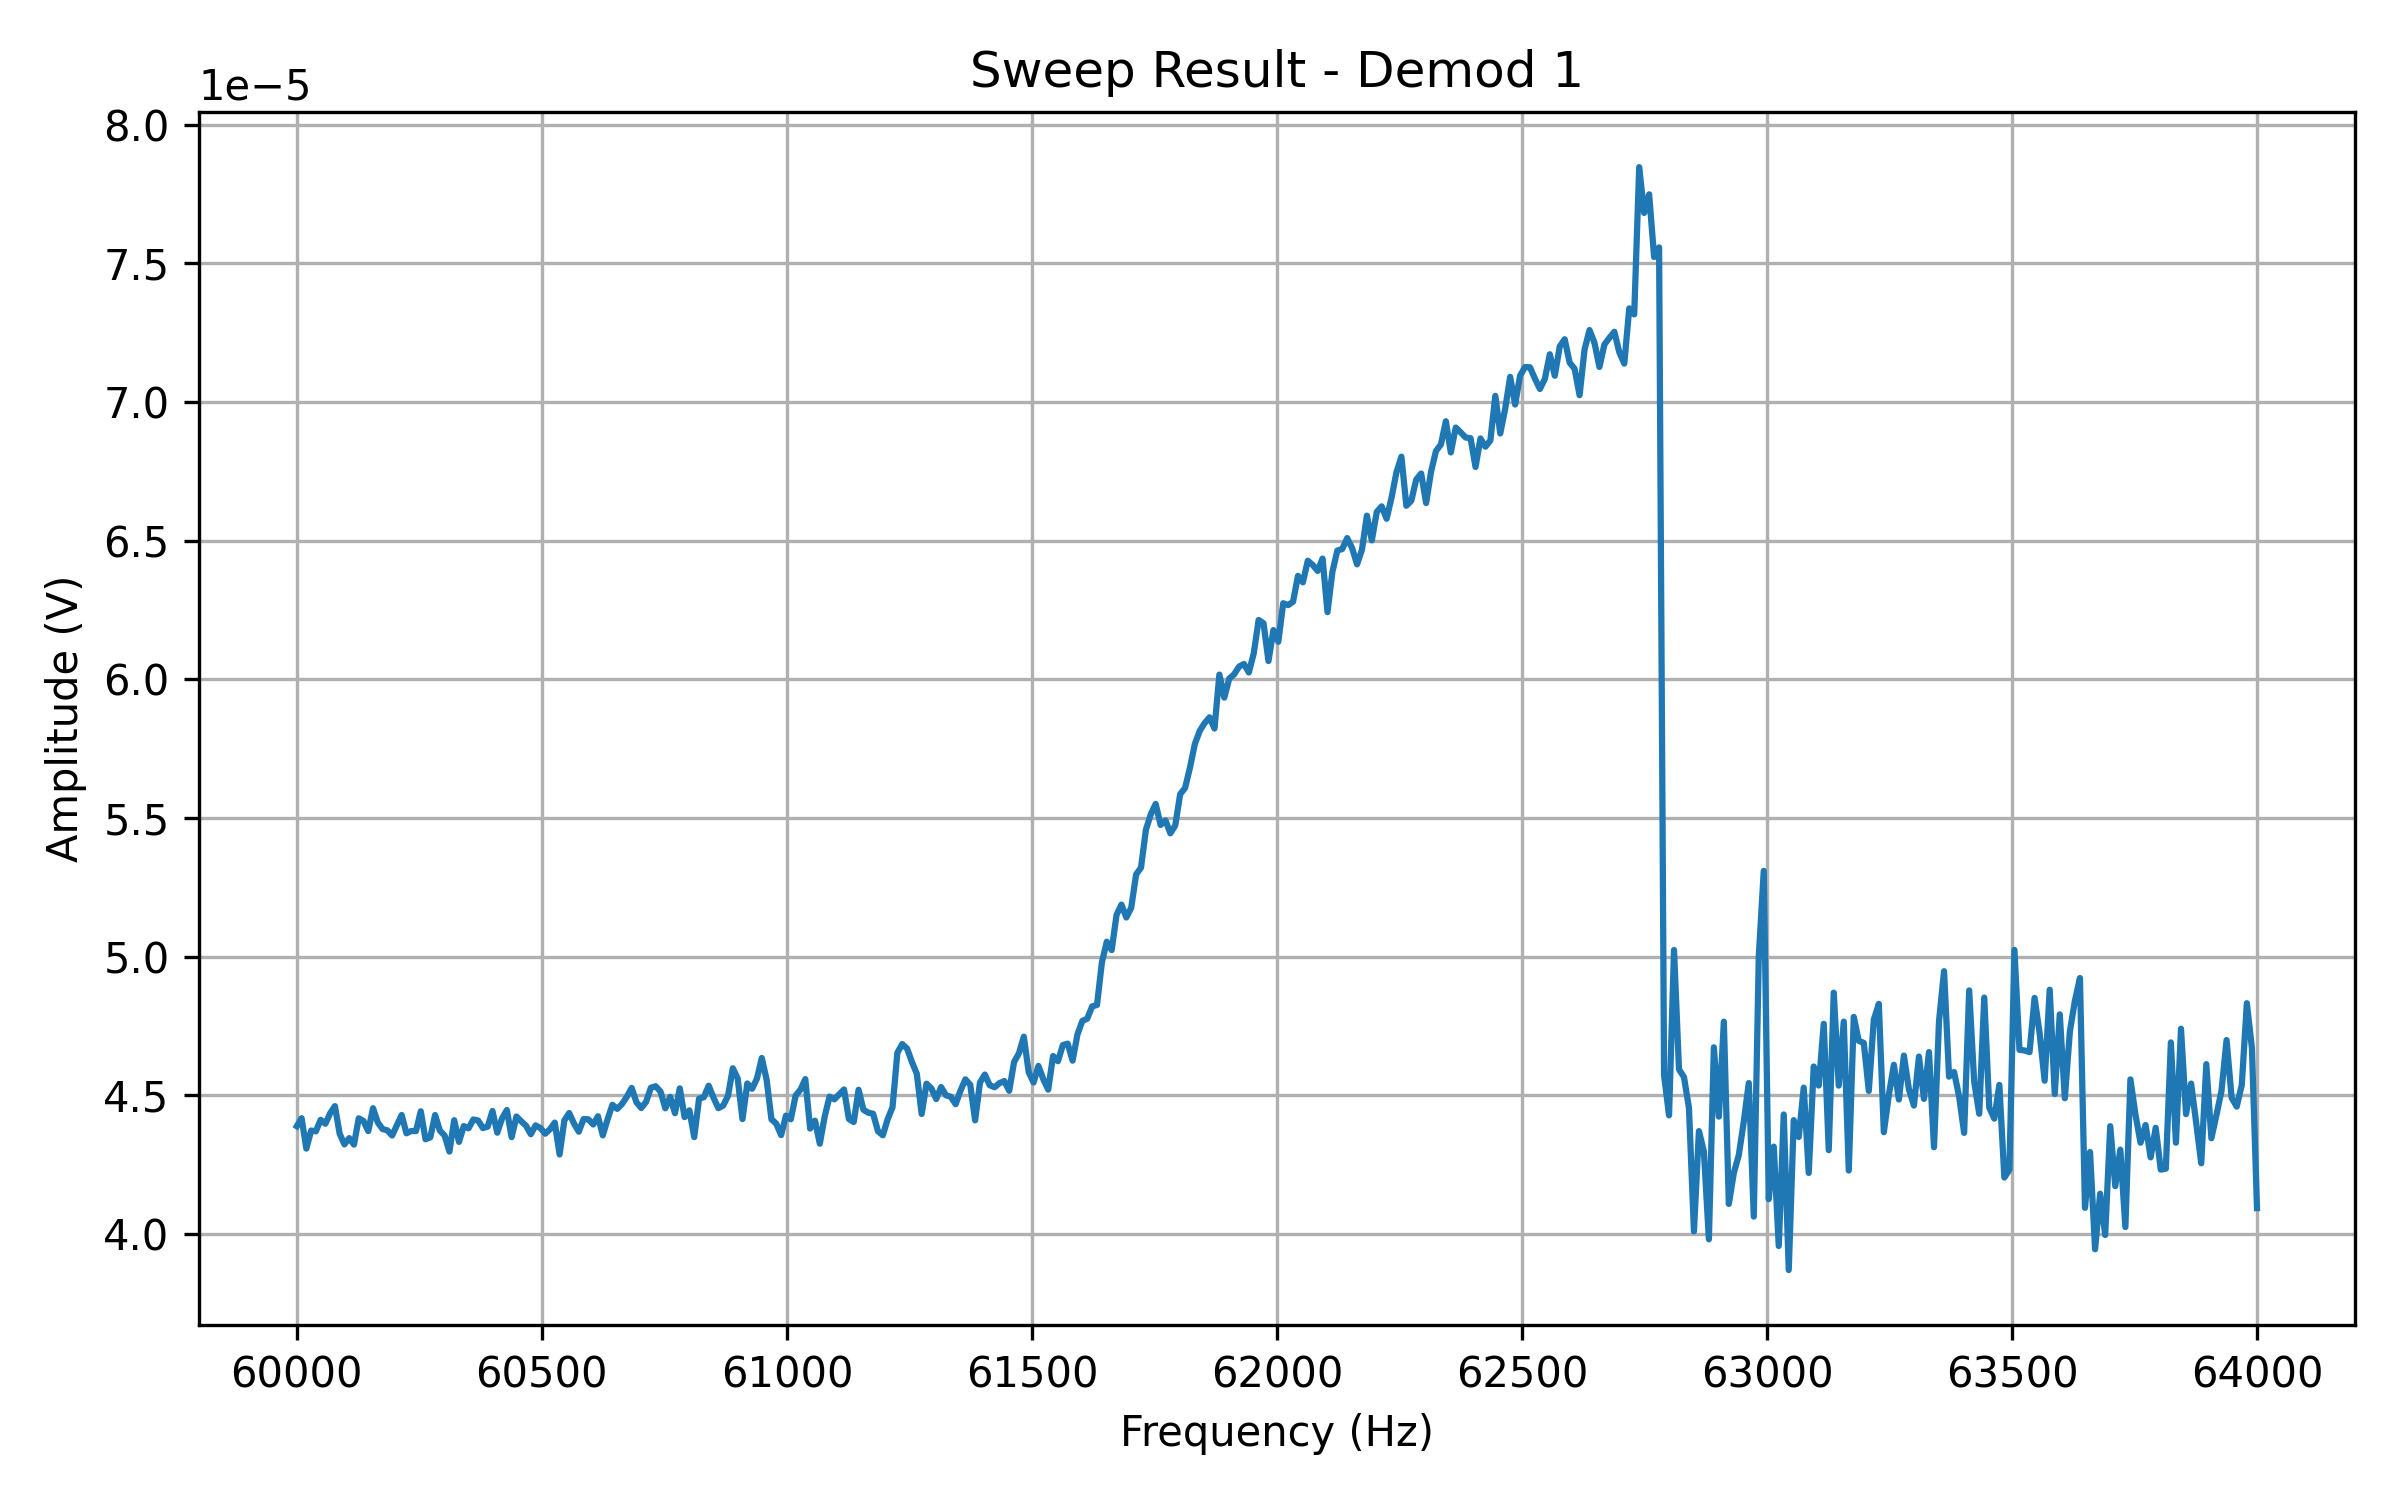 Sweep Result - Demod 1
1e−5
8.0
7.5
7.0
6.5
6.0
5.5
5.0
4.5
4.0
Amplitude (V)
60000 60500 61000 61500 62000 62500 63000 63500 64000
Frequency (Hz)